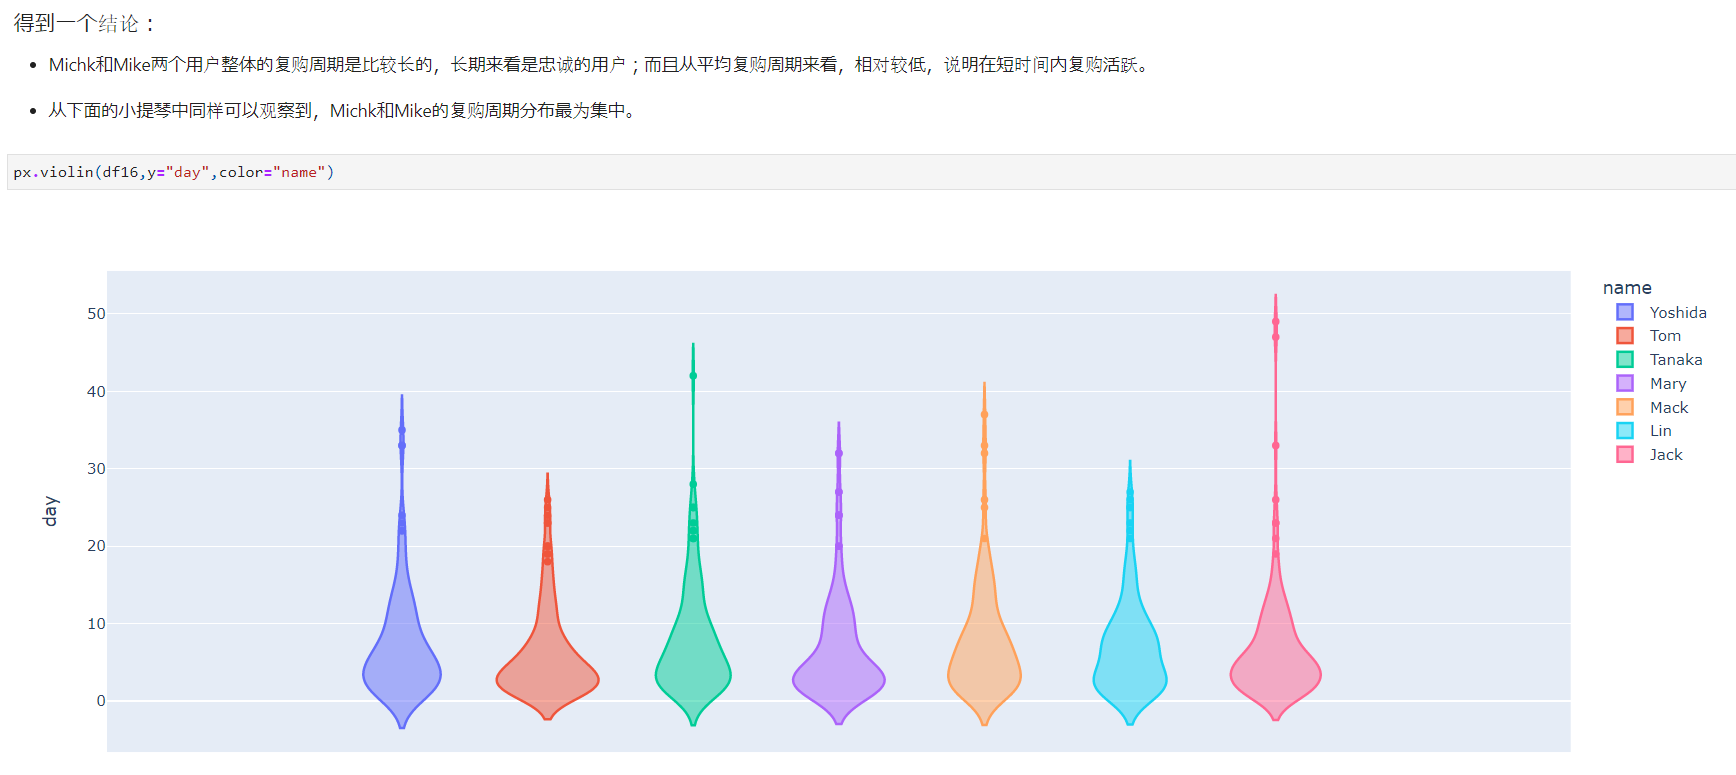 得到一个结论：
Michk和Mike两个用户整体的复购周期是比较长的，长期来看是忠诚的用户；而且从平均复购周期来看，相对较低，说明在短时间内复购活跃。
从下面的小提琴中同样可以观察到，Michk和Mike的复购周期分布最为集中。
px.violin(df16,y="day",color="name")
name
Yoshida
Tom
Tanaka
Mary
Mack
Lin
Jack
50
40
30
20
10
0
day